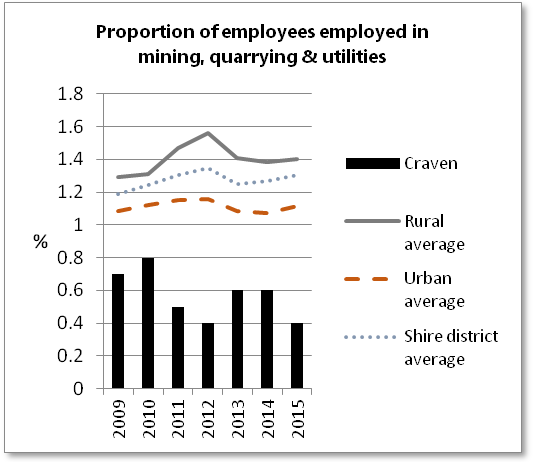 Proportion of employees employed in
mining, quarrying & utilities
1.8
1.6
1.4
1.2
1
0.8
0.6
0.4
0.2
0
%
2009
2010
2011
2012
2013
2014
2015
Craven
Rural
average
Urban
average
Shire district
average